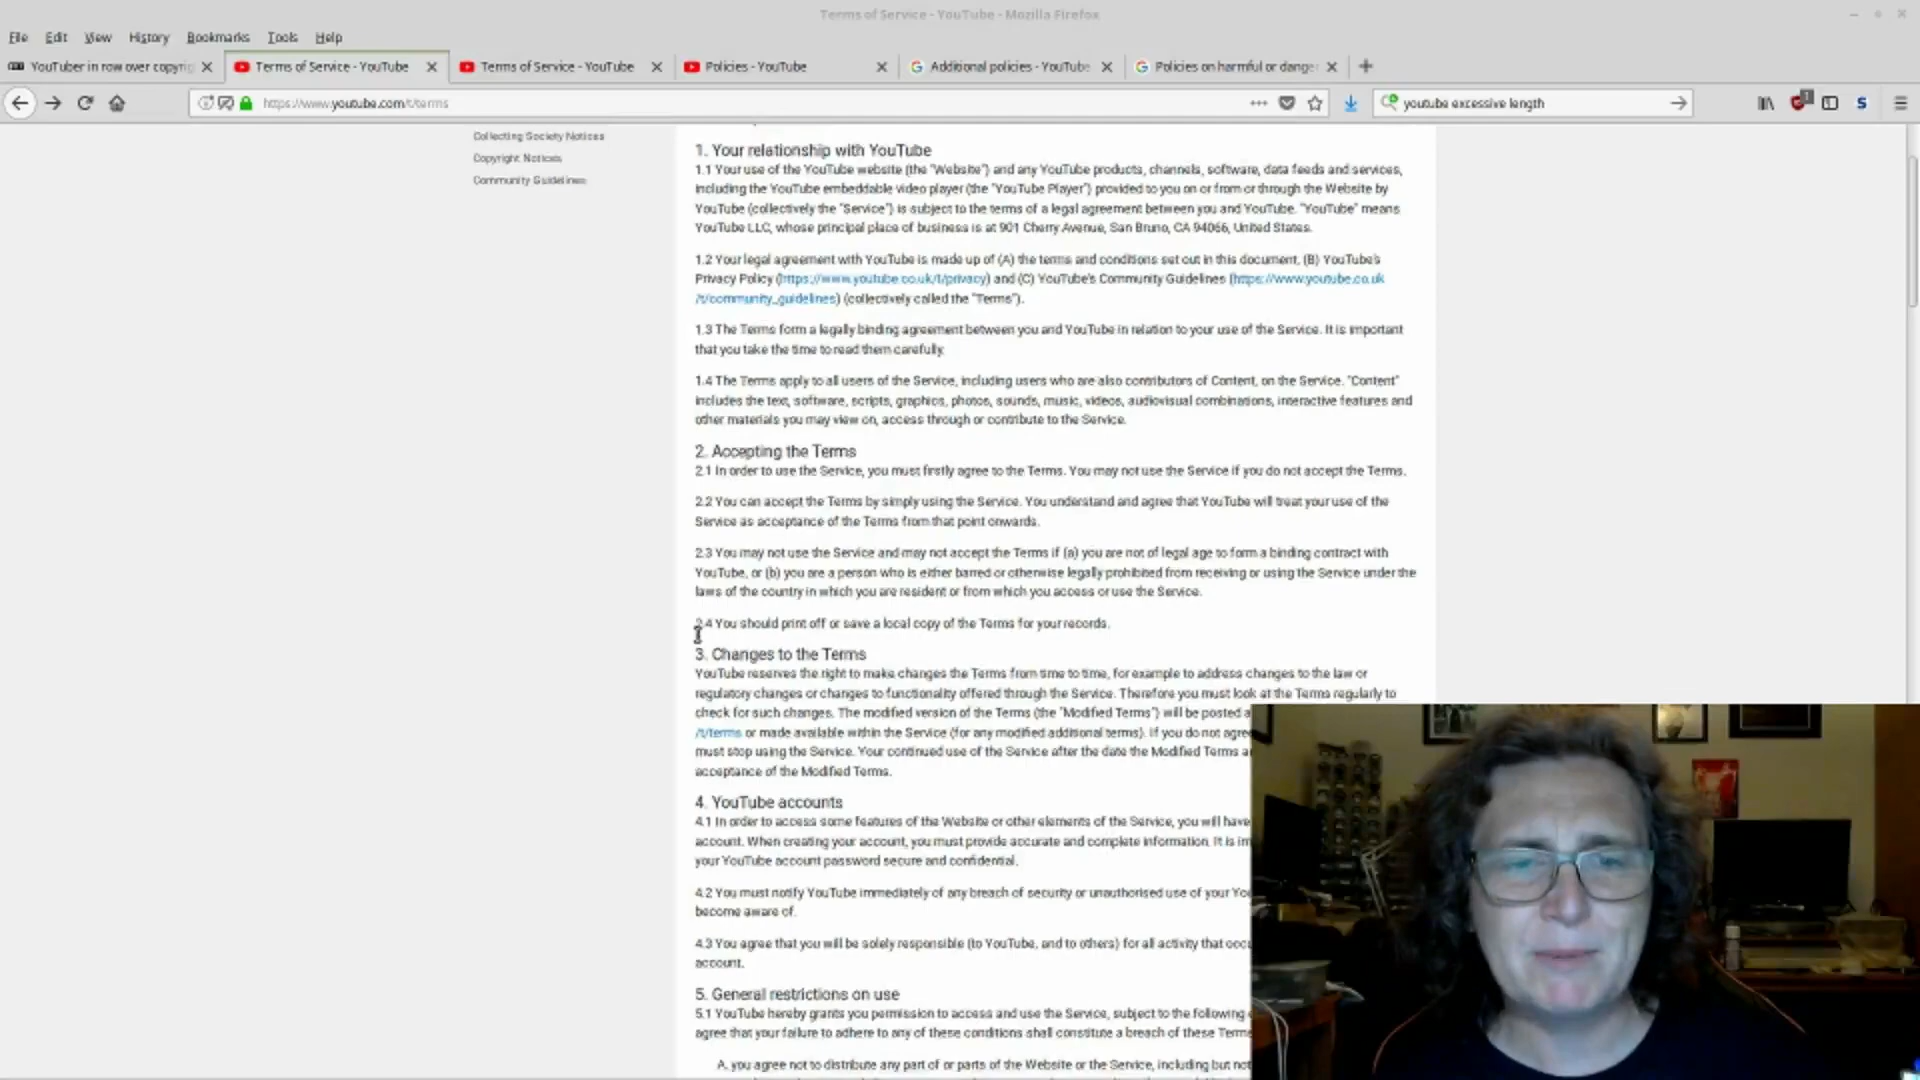 Terms of Service - YouTube - Mozilla Firefox
File Edit View History Bookmarks Tools Help
YouTuber in row over copyrig
Terms of Service - YouTube
Terms of Service - YouTube
Policies - YouTube
Additional policies - YouTube
Policies on harmful or dange
https://www.youtube.com/t/terms
youtube excessive length
Collecting Society Notices
Copyright Notices
Community Guidelines
1. Your relationship with YouTube
1.1 Your use of the YouTube website (the "Website") and any YouTube products, channels, software, data feeds and services,
including the YouTube embeddable video player (the "YouTube Player") provided to you on or from or through the Website by
YouTube (collectively the "Service") is subject to the terms of a legal agreement between you and YouTube. "YouTube" means
YouTube LLC, whose principal place of business is at 901 Cherry Avenue, San Bruno, CA 94066, United States.
1.2 Your legal agreement with YouTube is made up of (A) the terms and conditions set out in this document, (B) YouTube's
Privacy Policy (https://www.youtube.co.uk/t/privacy) and (C) YouTube's Community Guidelines (https://www.youtube.co.uk
/t/community_guidelines) (collectively called the "Terms").
1.3 The Terms form a legally binding agreement between you and YouTube in relation to your use of the Service. It is important
that you take the time to read them carefully.
1.4 The Terms apply to all users of the Service, including users who are also contributors of Content, on the Service. "Content"
includes the text, software, scripts, graphics, photos, sounds, music, videos, audiovisual combinations, interactive features and
other materials you may view on, access through or contribute to the Service.
2. Accepting the Terms
2.1 In order to use the Service, you must firstly agree to the Terms. You may not use the Service if you do not accept the Terms.
2.2 You can accept the Terms by simply using the Service. You understand and agree that YouTube will treat your use of the
Service as acceptance of the Terms from that point onwards.
2.3 You may not use the Service and may not accept the Terms if (a) you are not of legal age to form a binding contract with
YouTube, or (b) you are a person who is either barred or otherwise legally prohibited from receiving or using the Service under the
laws of the country in which you are resident or from which you access or use the Service.
2.4 You should print off or save a local copy of the Terms for your records.
3. Changes to the Terms
YouTube reserves the right to make changes the Terms from time to time, for example to address changes to the law or
regulatory changes or changes to functionality offered through the Service. Therefore you must look at the Terms regularly to
check for such changes. The modified version of the Terms (the "Modified Terms") will be posted a
/t/terms or made available within the Service (for any modified additional terms). If you do not agre
must stop using the Service. Your continued use of the Service after the date the Modified Terms a
acceptance of the Modified Terms.
4. YouTube accounts
4.1 In order to access some features of the Website or other elements of the Service, you will have
account. When creating your account, you must provide accurate and complete information. It is im
your YouTube account password secure and confidential.
4.2 You must notify YouTube immediately of any breach of security or unauthorised use of your You
become aware of.
4.3 You agree that you will be solely responsible (to YouTube, and to others) for all activity that occu
account.
5. General restrictions on use
5.1 YouTube hereby grants you permission to access and use the Service, subject to the following
agree that your failure to adhere to any of these conditions shall constitute a breach of these Terms
A. you agree not to distribute any part of or parts of the Website or the Service, including but not